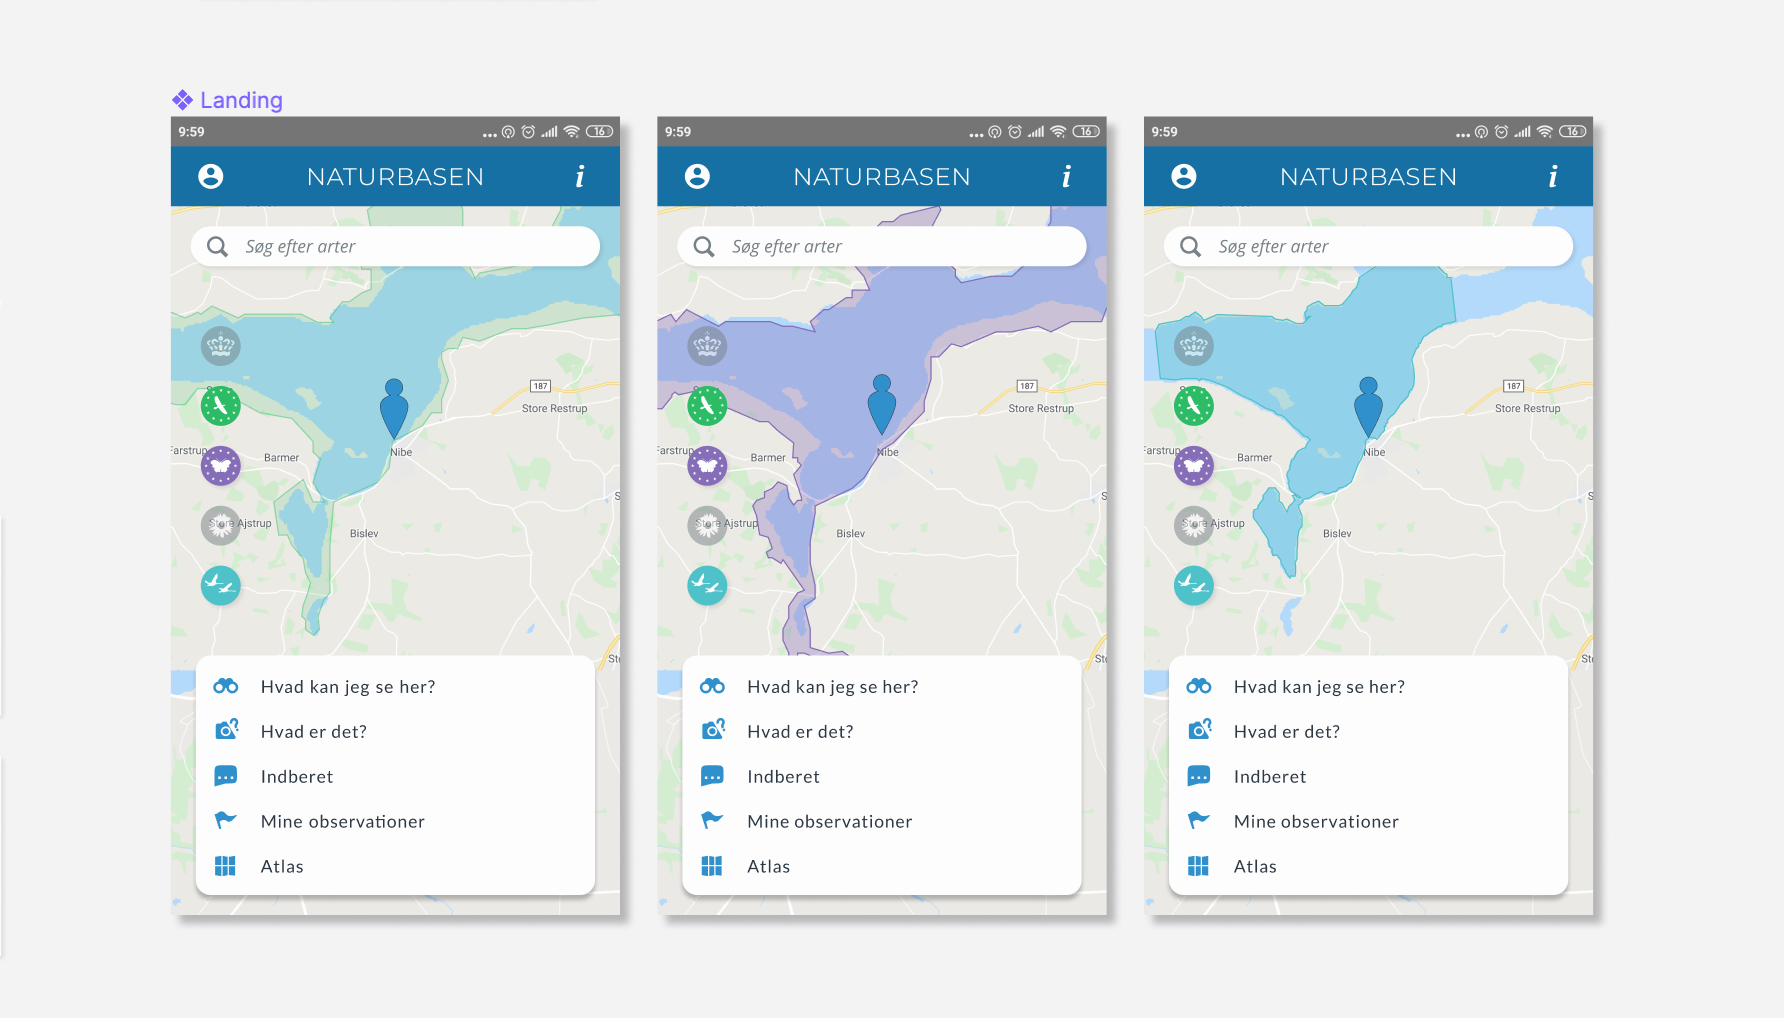 Landing
9:59
16
NATURBASEN
i
Søg efter arter
187
Store Restrup
Farstrup
Barmer
Nibe
Store Ajstrup
Bislev
Hvad kan jeg se her?
Hvad er det?
Indberet
Mine observationer
Atlas
9:59
16
NATURBASEN
i
Søg efter arter
187
Store Restrup
Farstrup
Barmer
Nibe
Store Ajstrup
Bislev
Hvad kan jeg se her?
Hvad er det?
Indberet
Mine observationer
Atlas
9:59
16
NATURBASEN
i
Søg efter arter
187
Store Restrup
Farstrup
Barmer
Nibe
Store Ajstrup
Bislev
Hvad kan jeg se her?
Hvad er det?
Indberet
Mine observationer
Atlas